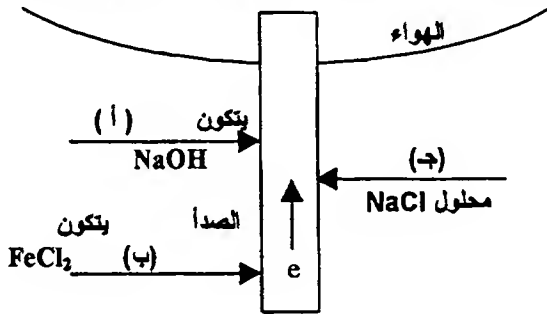 الهواء
( أ ) يتكون
NaOH
(جـ)
محلول NaCl
يتكون الصدأ
FeCl₂ (ب)
e